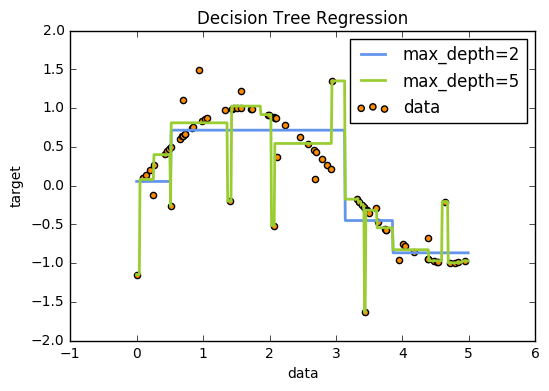 Decision Tree Regression
max_depth=2
max_depth=5
data
target
2.0
1.5
1.0
0.5
0.0
−0.5
−1.0
−1.5
−2.0
−1 0 1 2 3 4 5 6
data